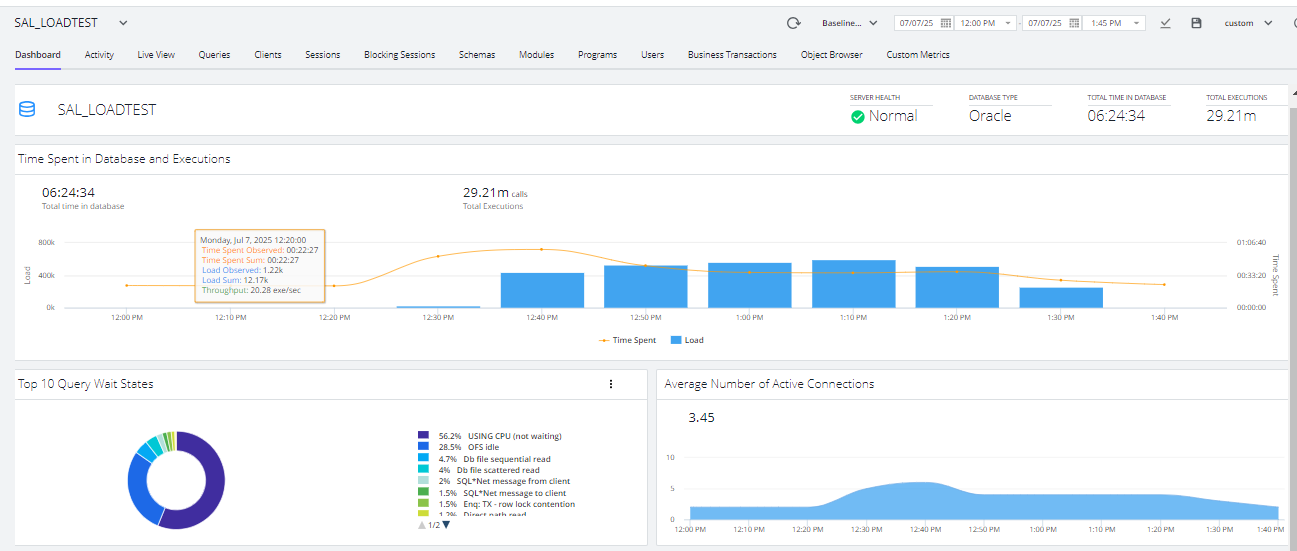 SAL_LOADTEST
Baseline... 07/07/25 12:00 PM - 07/07/25 1:45 PM custom
Dashboard Activity Live View Queries Clients Sessions Blocking Sessions Schemas Modules Programs Users Business Transactions Object Browser Custom Metrics
SAL_LOADTEST
SERVER HEALTH DATABASE TYPE TOTAL TIME IN DATABASE TOTAL EXECUTIONS
Normal Oracle 06:24:34 29.21m
Time Spent in Database and Executions
06:24:34 29.21m calls
Total time in database Total Executions
Monday, Jul 7, 2025 12:20:00
Time Spent Observed: 00:22:27
Time Spent Sum: 00:22:27
Load Observed: 1.22k
Load Sum: 12.17k
Throughput: 20.28 exe/sec
800k 01:06:40
400k 00:33:20
0k 00:00:00
Load
Time Spent
12:00 PM 12:10 PM 12:20 PM 12:30 PM 12:40 PM 12:50 PM 1:00 PM 1:10 PM 1:20 PM 1:30 PM 1:40 PM
Time Spent Load
Top 10 Query Wait States
56.2% USING CPU (not waiting)
28.5% OFS idle
4.7% Db file sequential read
4% Db file scattered read
2% SQL*Net message from client
1.5% SQL*Net message to client
1.5% Enq: TX - row lock contention
1.2% Direct path read
1/2
Average Number of Active Connections
3.45
10
5
0
12:00 PM 12:10 PM 12:20 PM 12:30 PM 12:40 PM 12:50 PM 1:00 PM 1:10 PM 1:20 PM 1:30 PM 1:40 PM